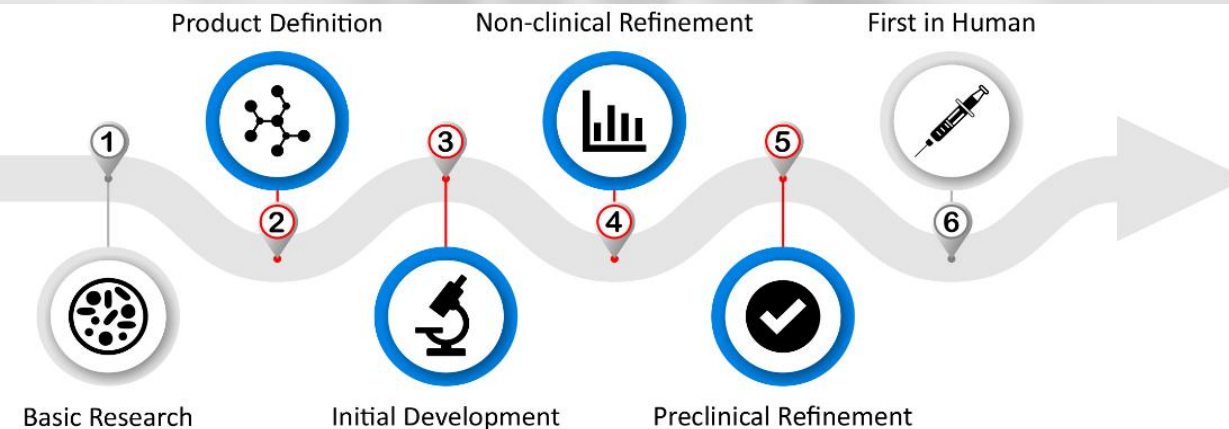 Product Definition
Non-clinical Refinement
First in Human
1
3
5
2
4
6
Basic Research
Initial Development
Preclinical Refinement